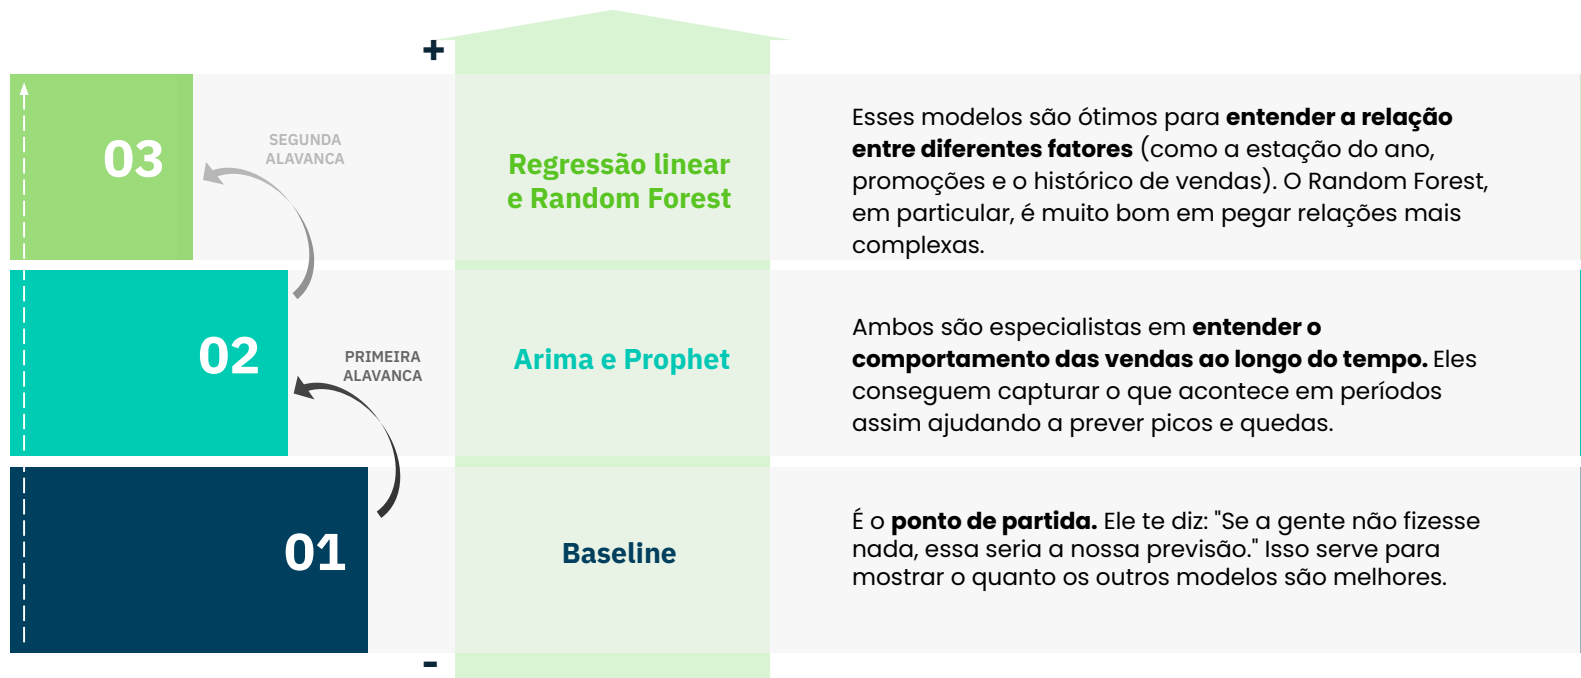 +
03
SEGUNDA
ALAVANCA
Regressão linear
e Random Forest
Esses modelos são ótimos para entender a relação
entre diferentes fatores (como a estação do ano,
promoções e o histórico de vendas). O Random Forest,
em particular, é muito bom em pegar relações mais
complexas.
02
PRIMEIRA
ALAVANCA
Arima e Prophet
Ambos são especialistas em entender o
comportamento das vendas ao longo do tempo. Eles
conseguem capturar o que acontece em períodos
assim ajudando a prever picos e quedas.
01
Baseline
É o ponto de partida. Ele te diz: "Se a gente não fizesse
nada, essa seria a nossa previsão." Isso serve para
mostrar o quanto os outros modelos são melhores.
-